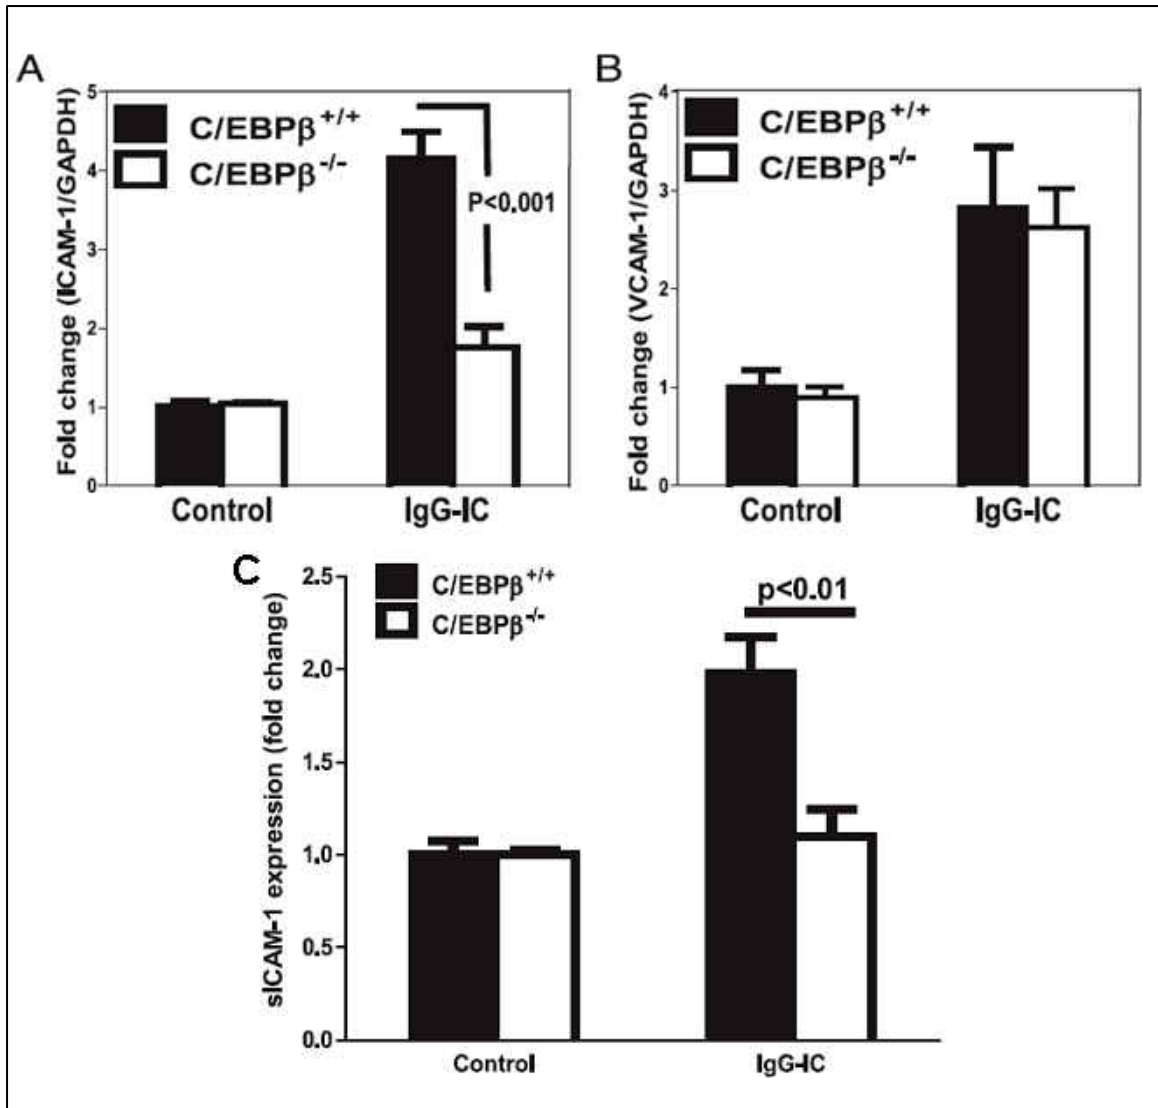 A
Fold change (ICAM-1/GAPDH)
5
4
3
2
1
0
C/EBPβ+/+
C/EBPβ-/-
P<0.001
Control
IgG-IC
B
Fold change (VCAM-1/GAPDH)
4
3
2
1
0
C/EBPβ+/+
C/EBPβ-/-
Control
IgG-IC
C
sICAM-1 expression (fold change)
2.5
2.0
1.5
1.0
0.5
0.0
C/EBPβ+/+
C/EBPβ-/-
p<0.01
Control
IgG-IC